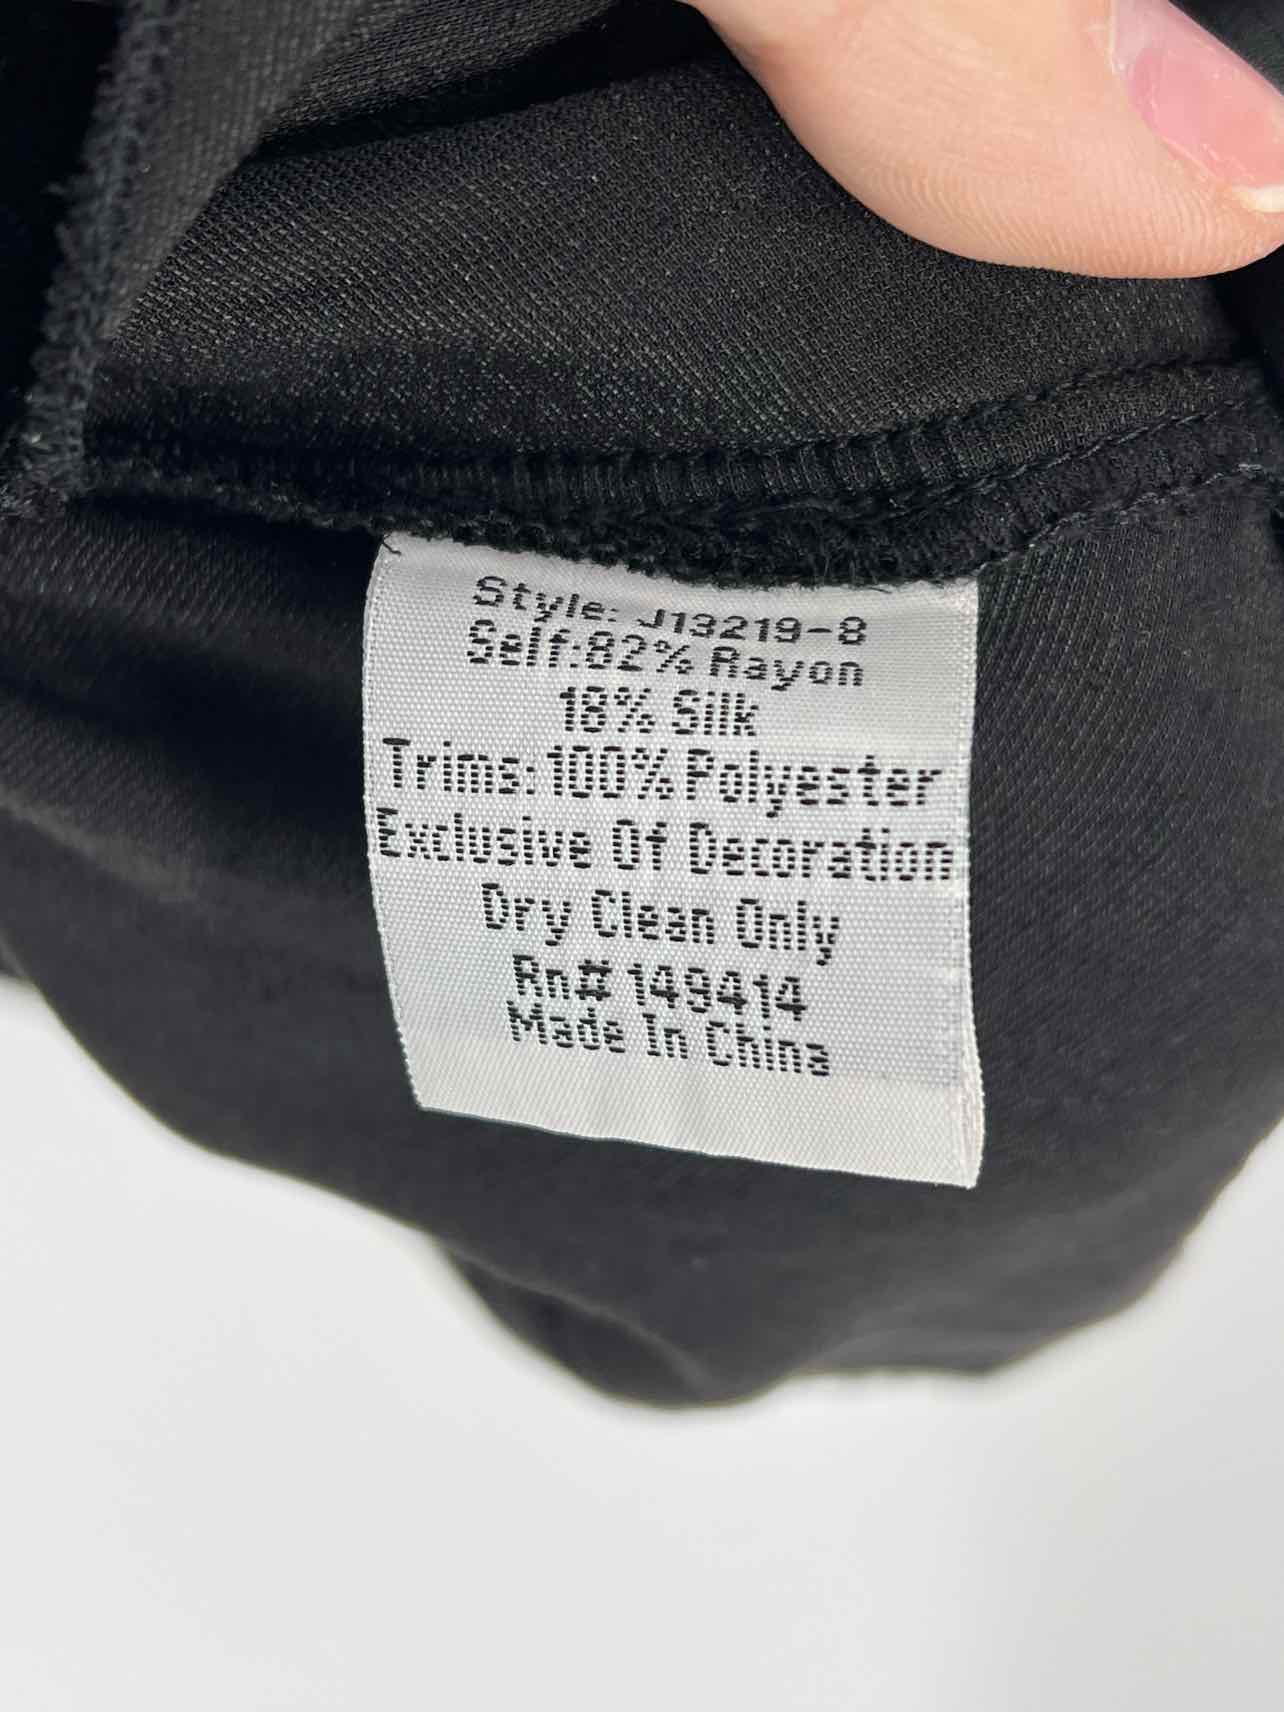 Style: J13219-8
Self:82% Rayon
18% Silk
Trims:100% Polyester
Exclusive Of Decoration
Dry Clean Only
Rn# 149414
Made In China